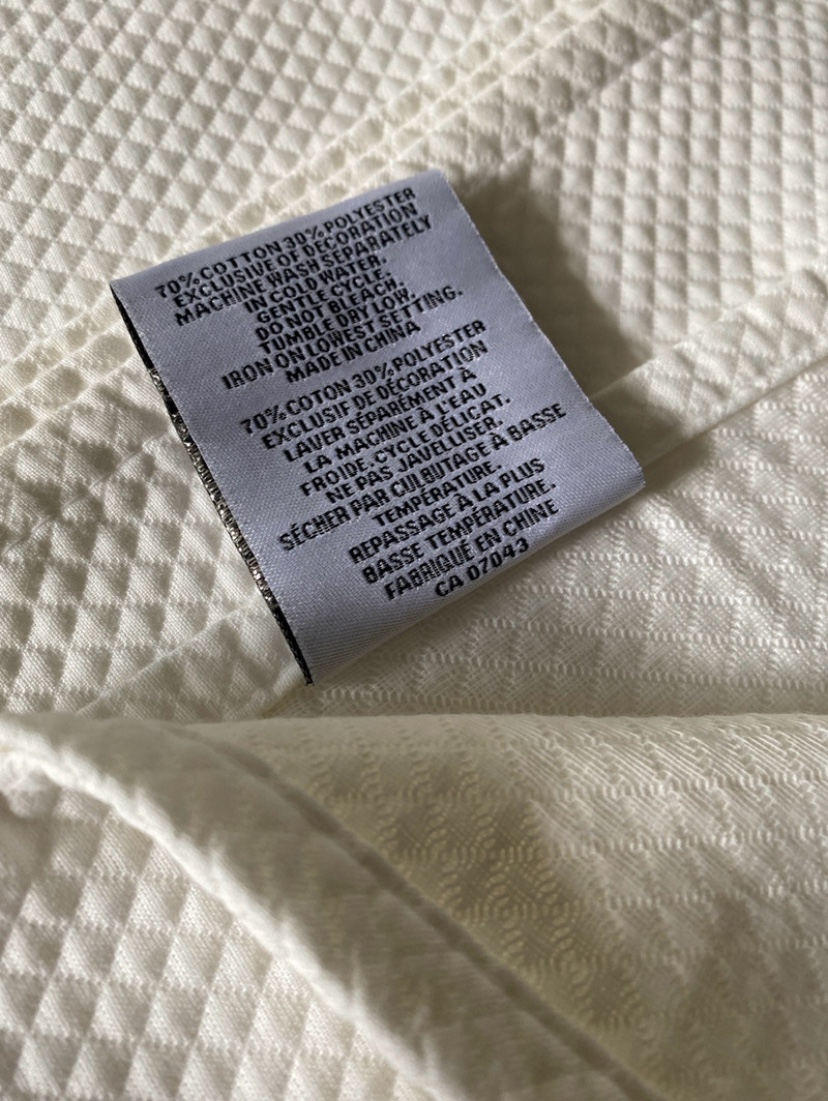 70% COTTON 30% POLYESTER
EXCLUSIVE OF DECORATION
MACHINE WASH SEPARATELY
IN COLD WATER.
GENTLE CYCLE.
DO NOT BLEACH.
TUMBLE DRY LOW.
IRON ON LOWEST SETTING.
MADE IN CHINA
70% COTON 30% POLYESTER
EXCLUSIF DE DÉCORATION
LAVER SÉPARÉMENT À
LA MACHINE À L'EAU
FROIDE. CYCLE DÉLICAT.
NE PAS JAVELLISER.
SÉCHER PAR CULBUTAGE À BASSE
TEMPÉRATURE.
REPASSAGE À LA PLUS
BASSE TEMPÉRATURE.
FABRIQUÉ EN CHINE
CA 07043